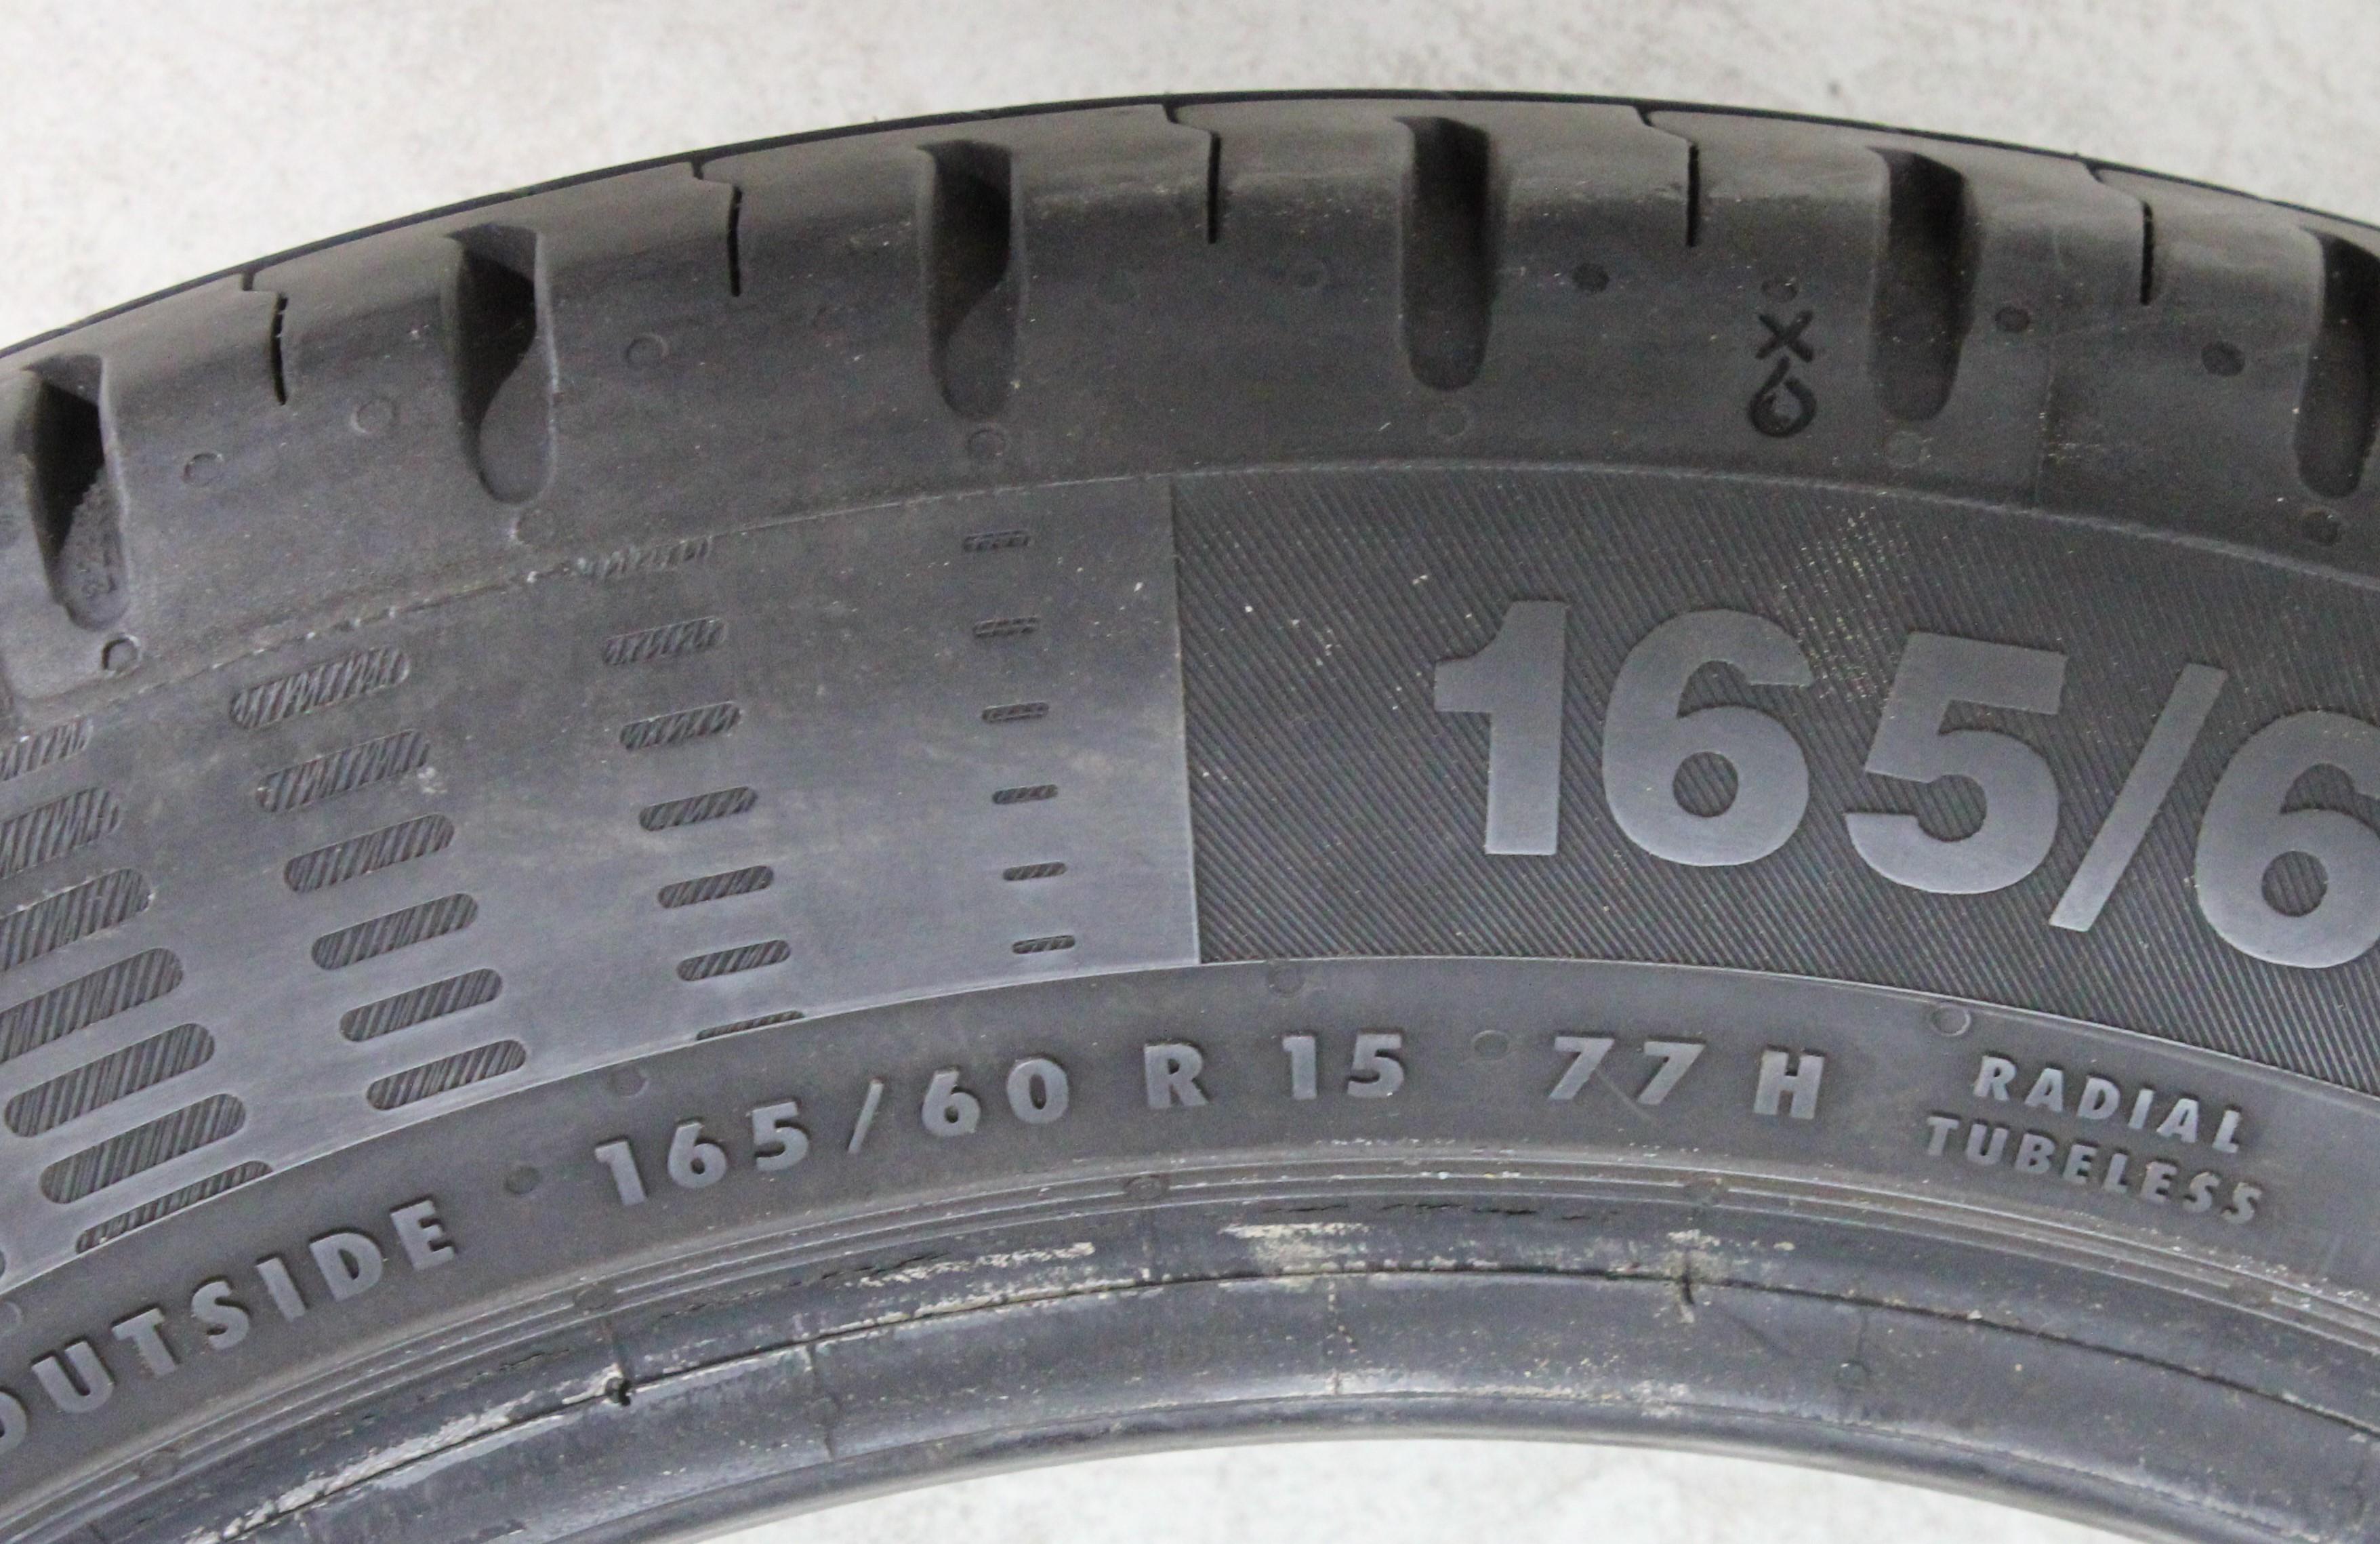 165/6
OUTSIDE 165/60 R 15 77 H RADIAL
TUBELESS